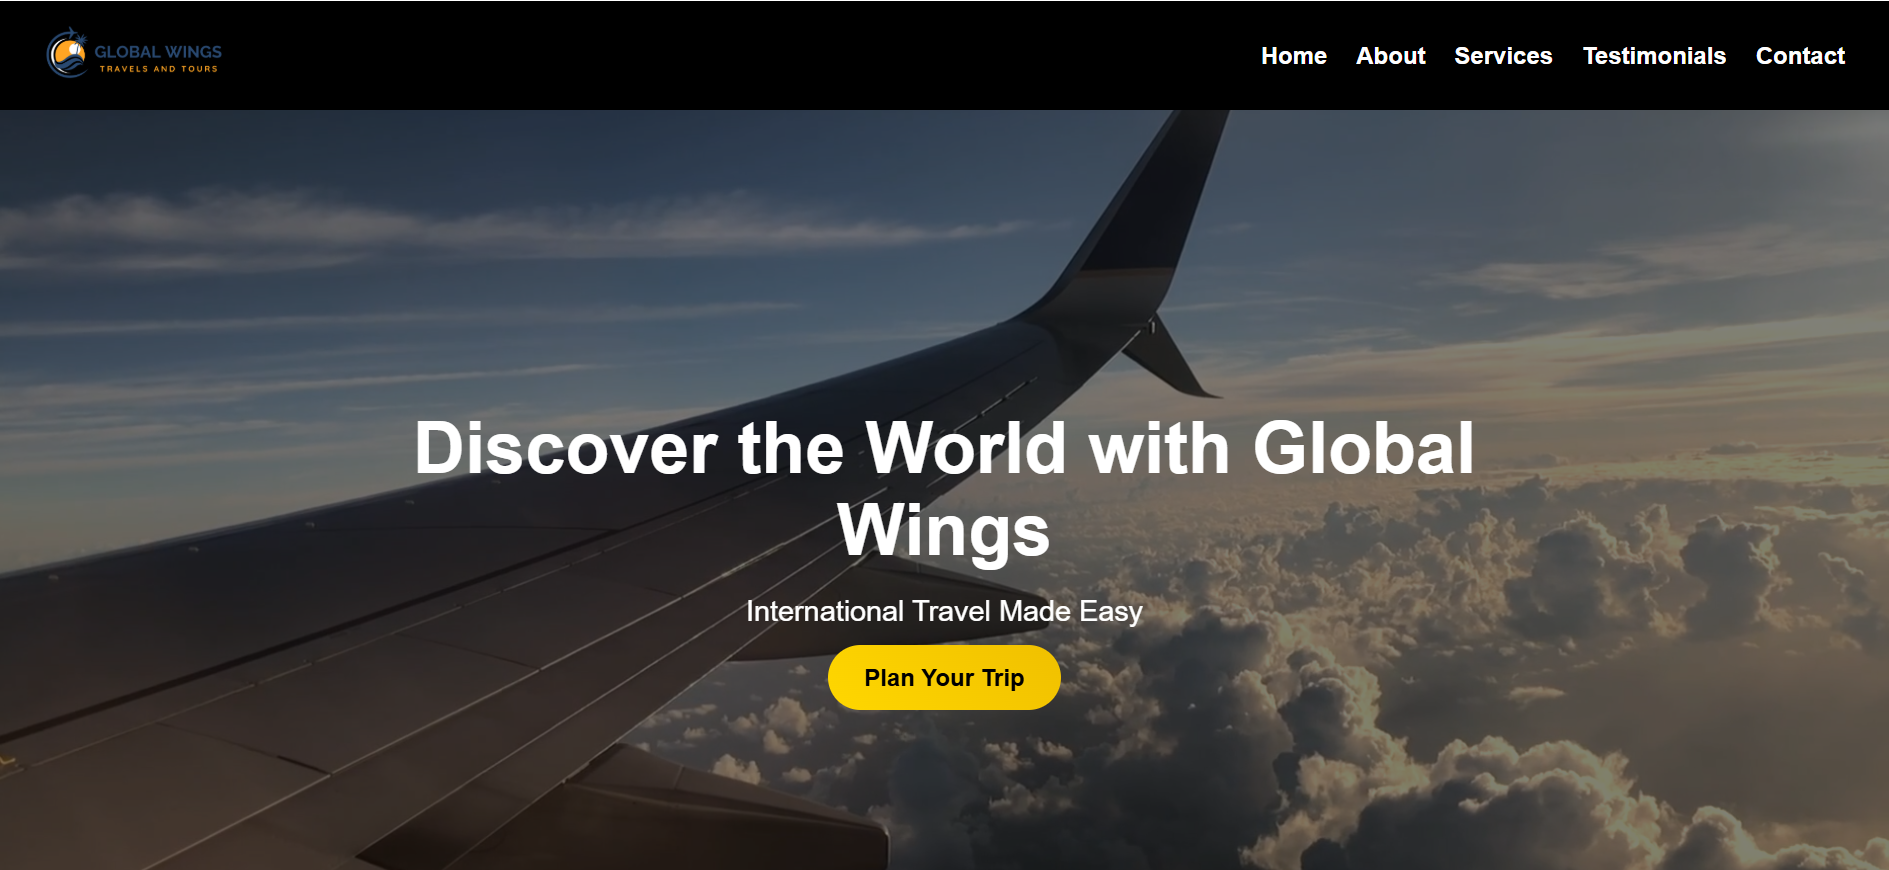 GLOBAL WINGS
TRAVELS AND TOURS
Home About Services Testimonials Contact
Discover the World with Global
Wings
International Travel Made Easy
Plan Your Trip